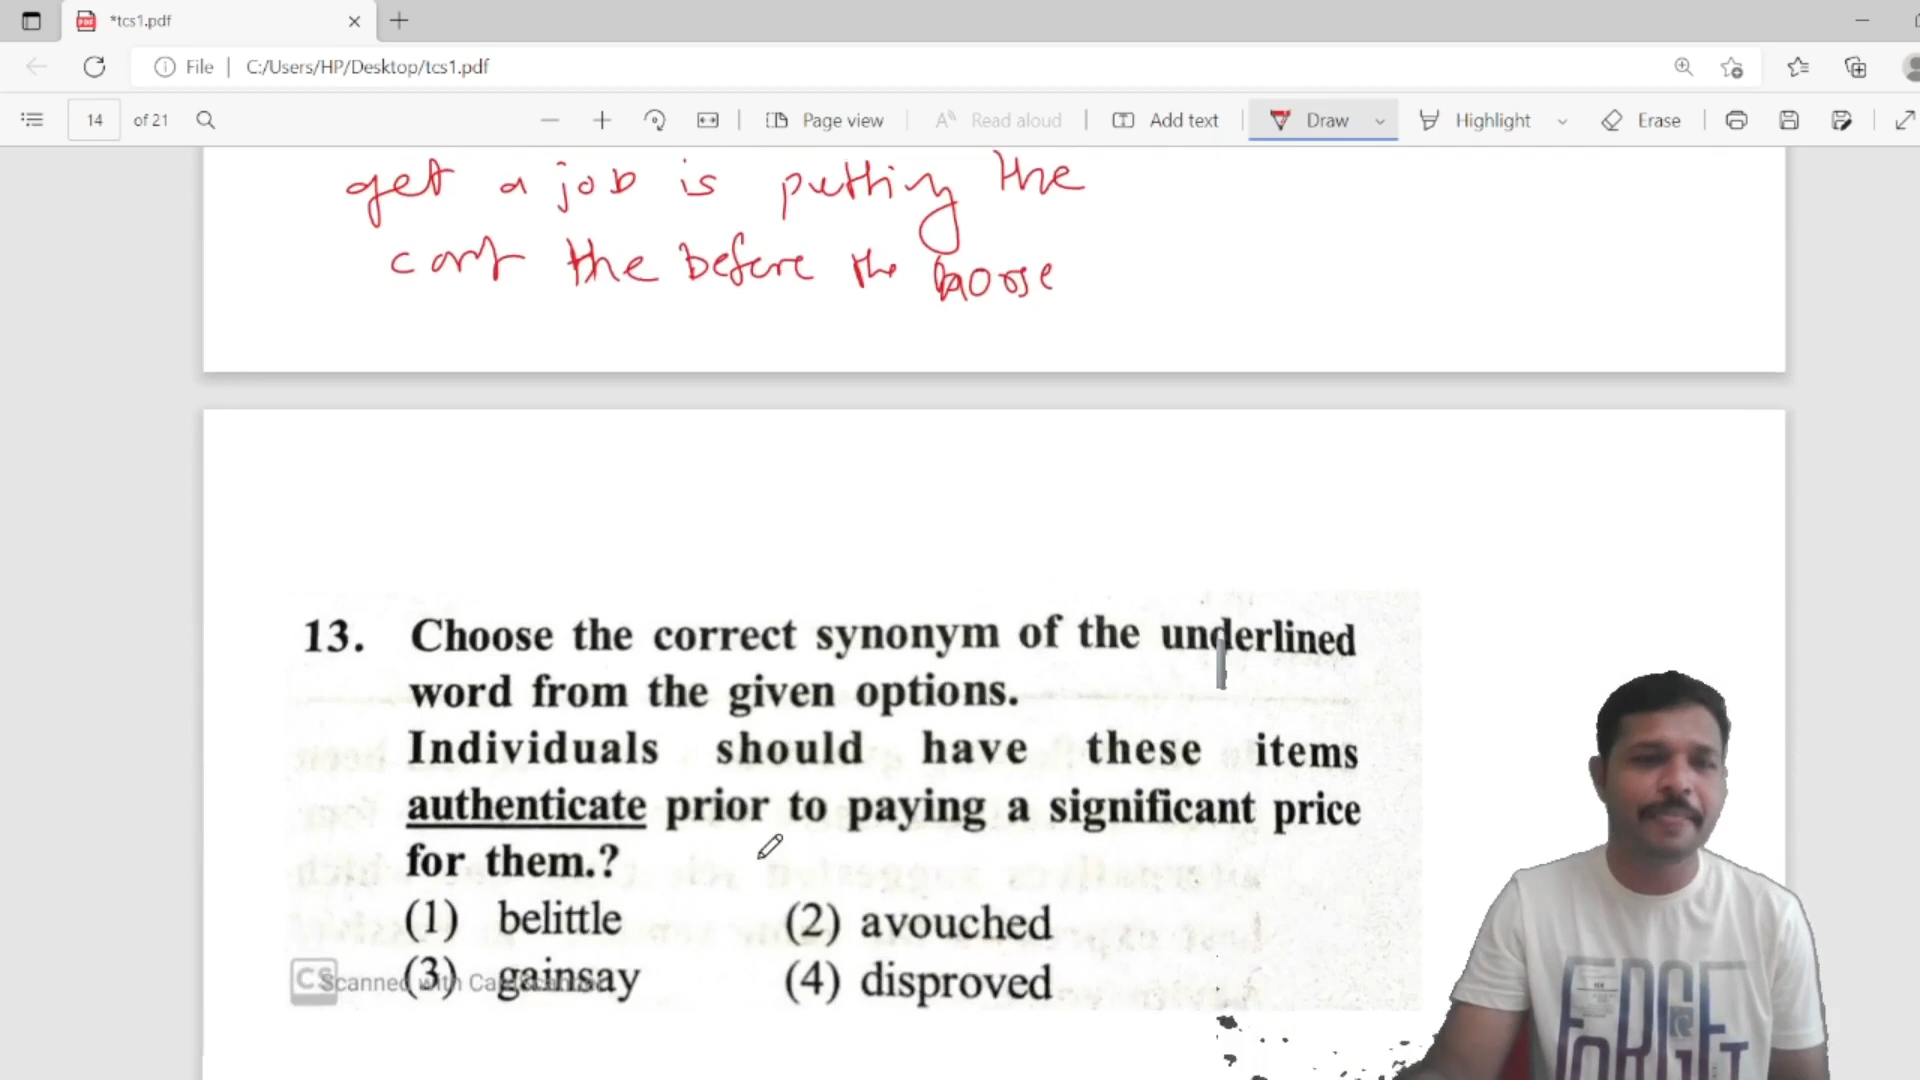 *tcs1.pdf
File | C:/Users/HP/Desktop/tcs1.pdf
14 of 21 Page view Read aloud Add text Draw Highlight Erase
get a job is putting the
cart the before the horse
13. Choose the correct synonym of the underlined
word from the given options.
Individuals should have these items
authenticate prior to paying a significant price
for them.?
(1) belittle (2) avouched
(3) gainsay (4) disproved
CS Scanned with